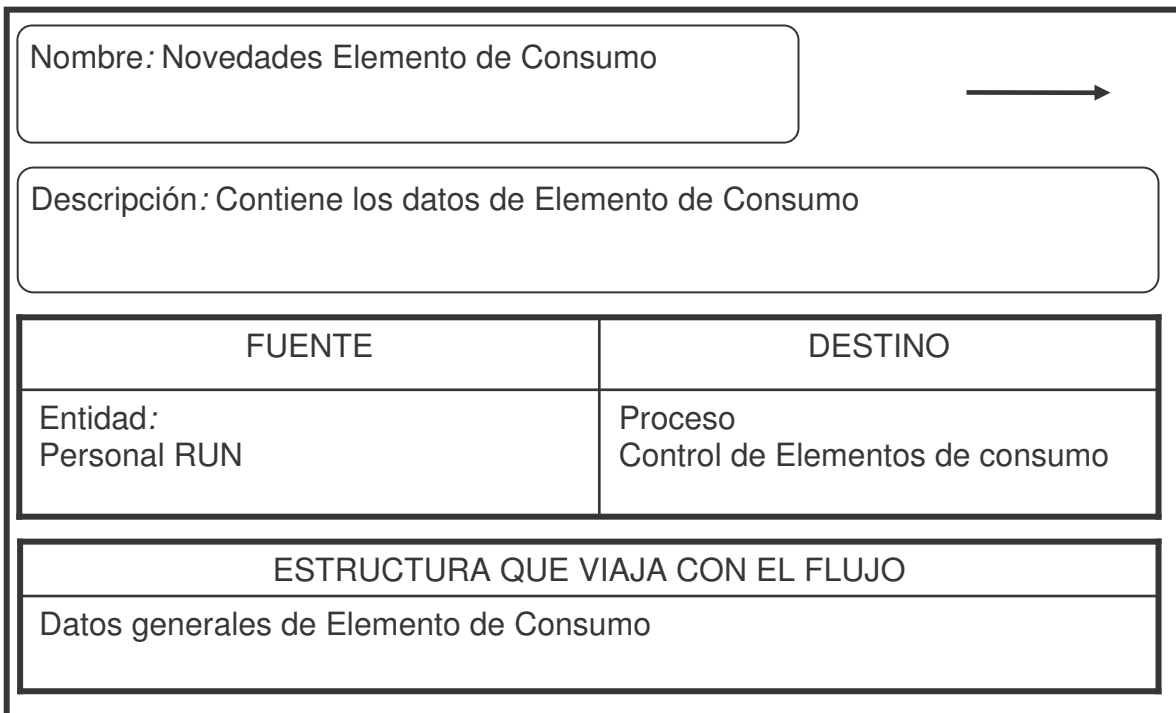 Nombre: Novedades Elemento de Consumo
Descripción: Contiene los datos de Elemento de Consumo
FUENTE
DESTINO
Entidad:
Personal RUN
Proceso
Control de Elementos de consumo
ESTRUCTURA QUE VIAJA CON EL FLUJO
Datos generales de Elemento de Consumo